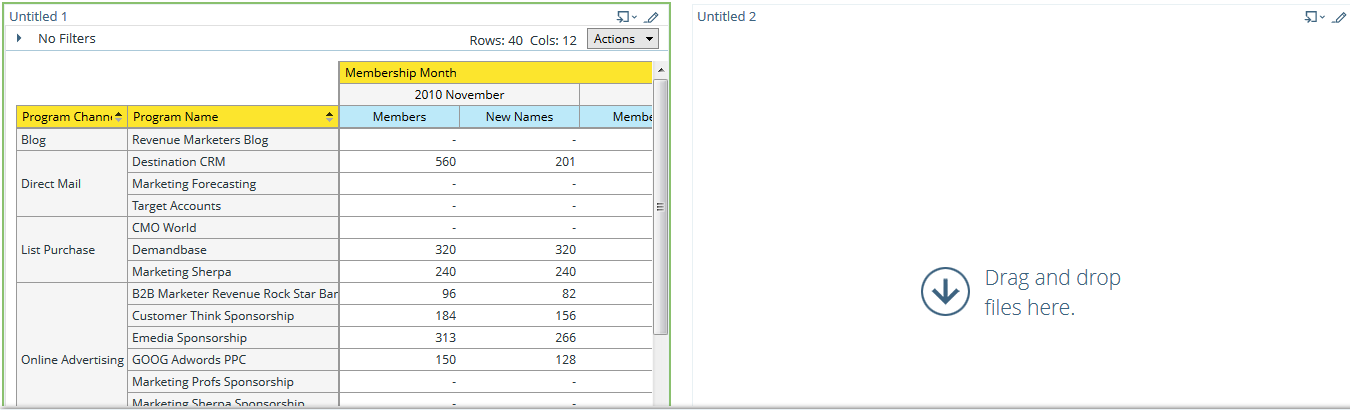 Untitled 1
No Filters
Rows: 40 Cols: 12 Actions
Membership Month
2010 November
Program Chann Program Name Members New Names Membe
Blog Revenue Marketers Blog - -
Destination CRM 560 201
Direct Mail Marketing Forecasting - -
Target Accounts - -
CMO World - -
List Purchase Demandbase 320 320
Marketing Sherpa 240 240
B2B Marketer Revenue Rock Star Ban 96 82
Customer Think Sponsorship 184 156
Emedia Sponsorship 313 266
Online Advertising GOOG Adwords PPC 150 128
Marketing Profs Sponsorship - -
Marketing Sherpa Sponsorship - -
Untitled 2
Drag and drop
files here.